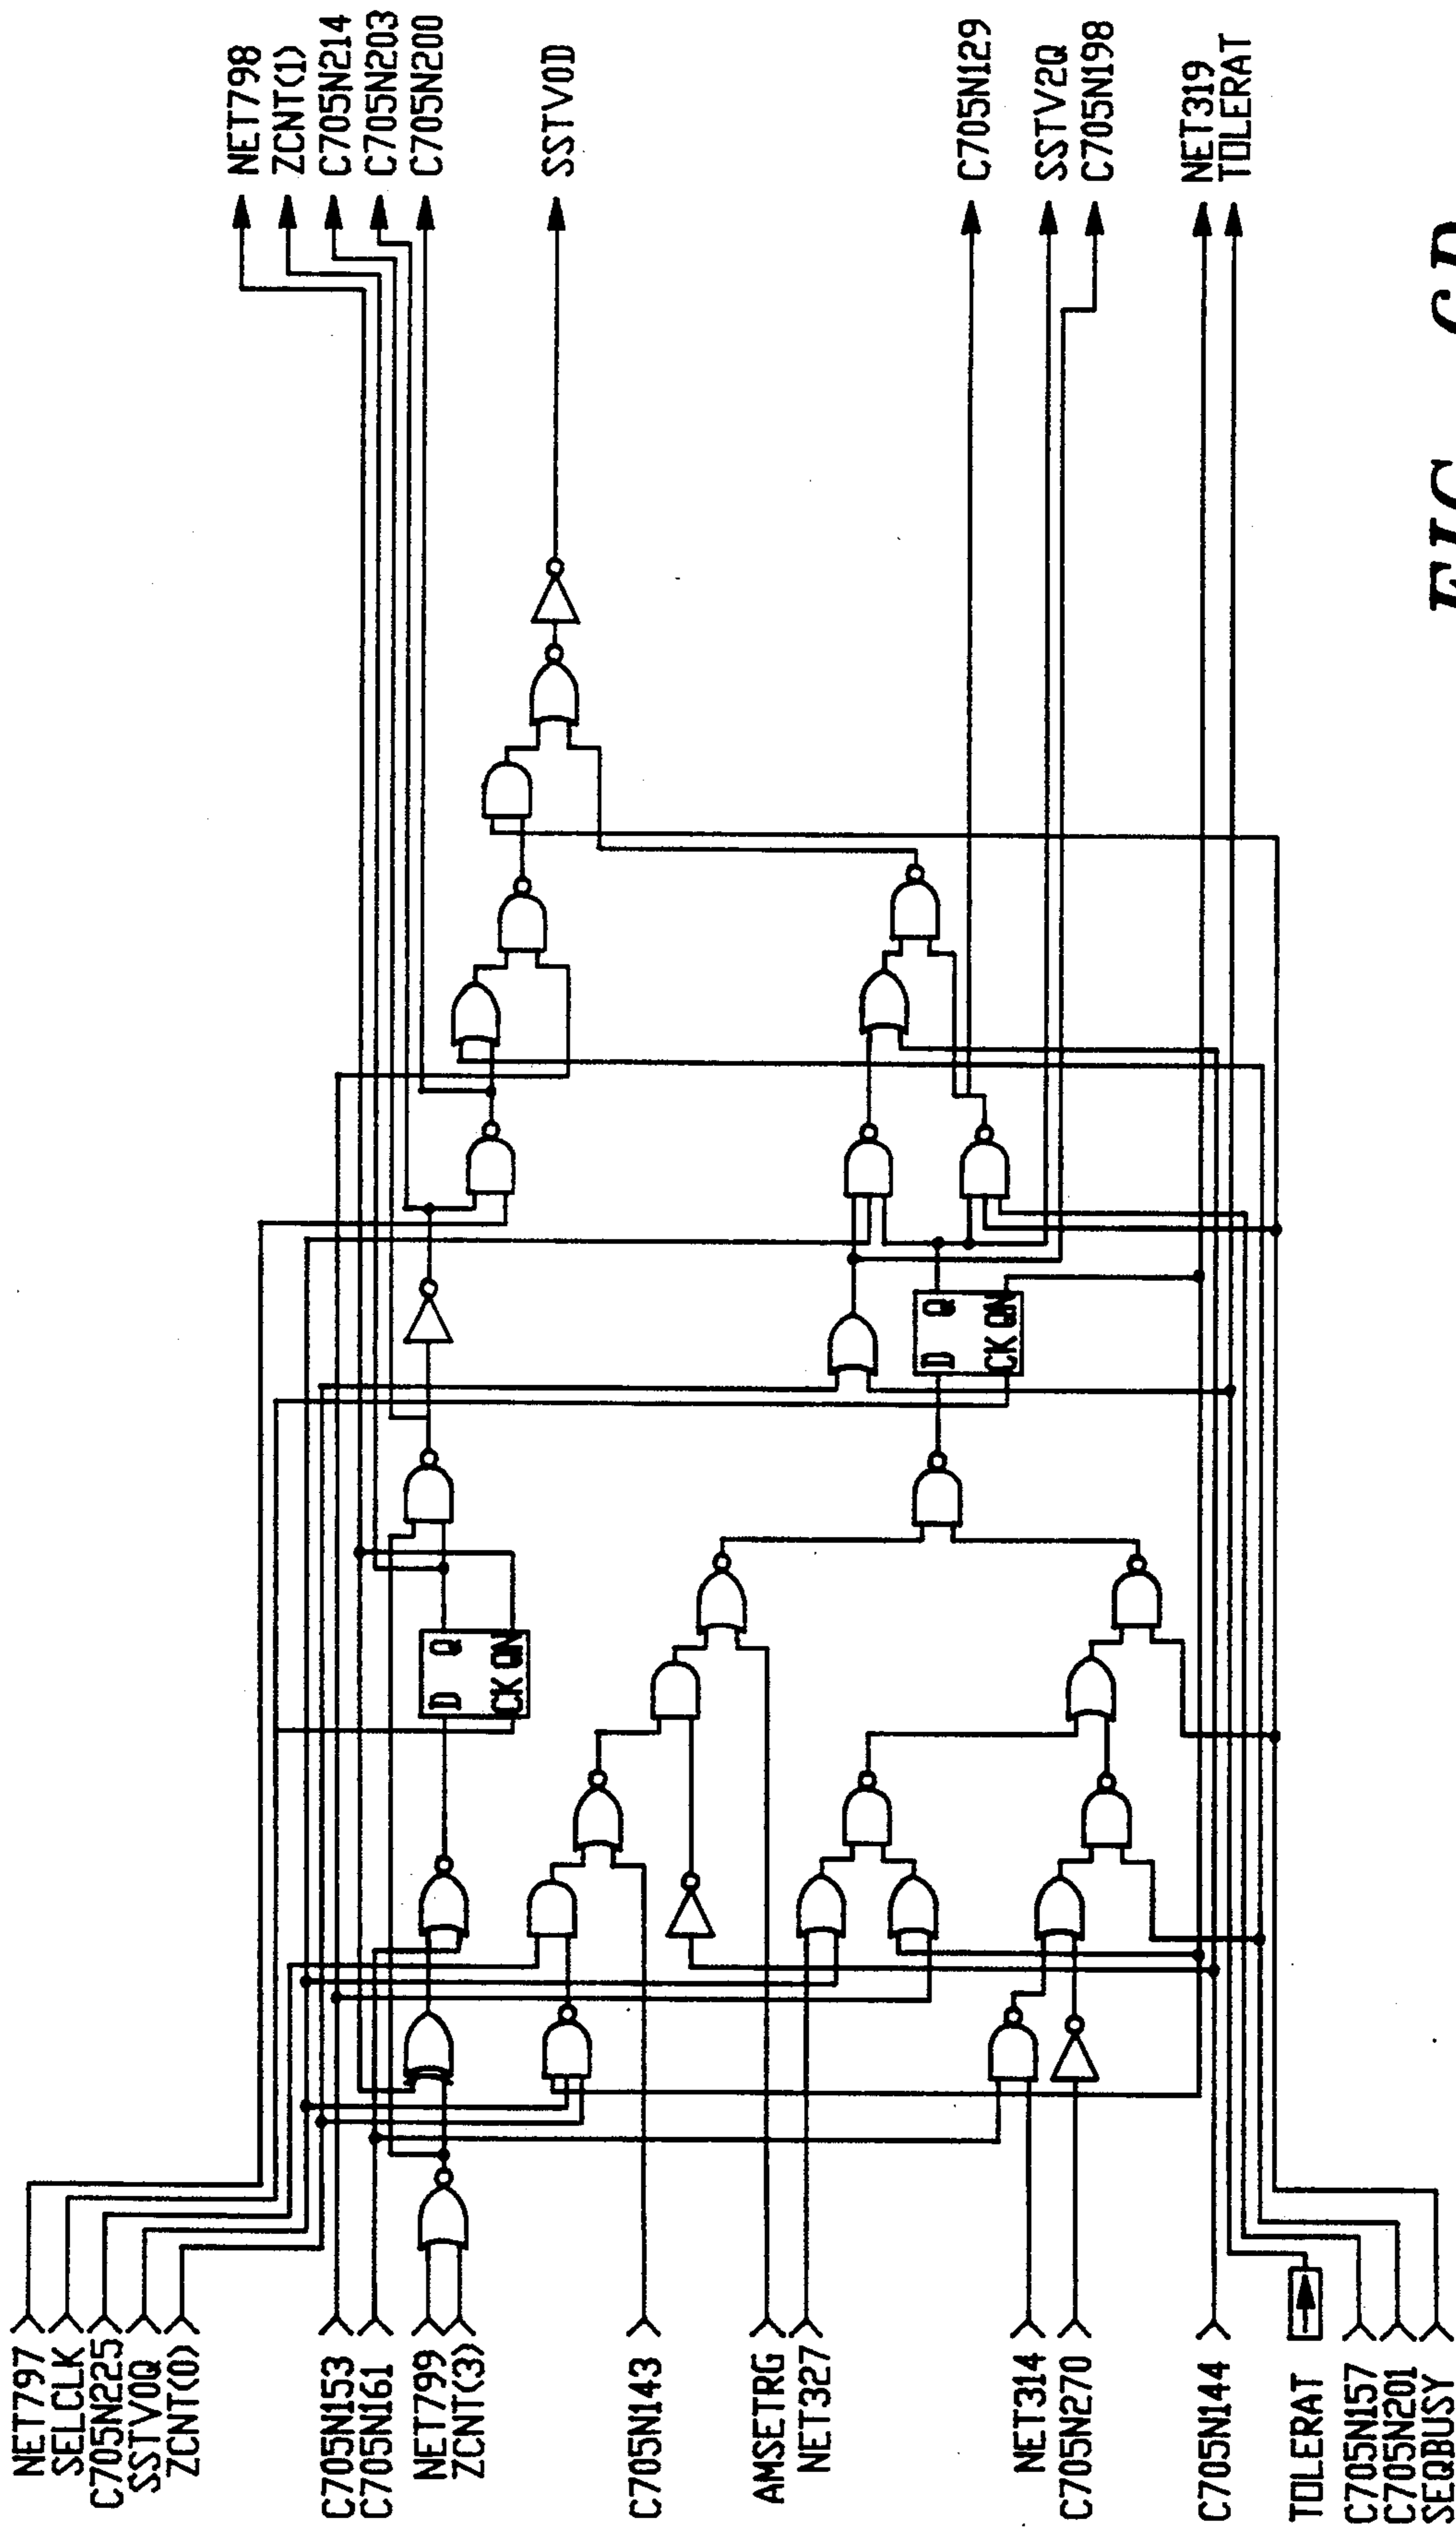 NET797
SELCLK
C705N225
SSTV0Q
ZCNT(0)
C705N153
C705N161
NET799
ZCNT(3)
C705N143
AMSETRG
NET327
NET314
C705N270
C705N144
TOLERAT
C705N157
C705N201
SEQBUSY
D Q
CK QN
D Q
CK QN
NET798
ZCNT(1)
C705N214
C705N203
C705N200
SSTV0D
C705N129
SSTV2Q
C705N198
NET319
TOLERAT